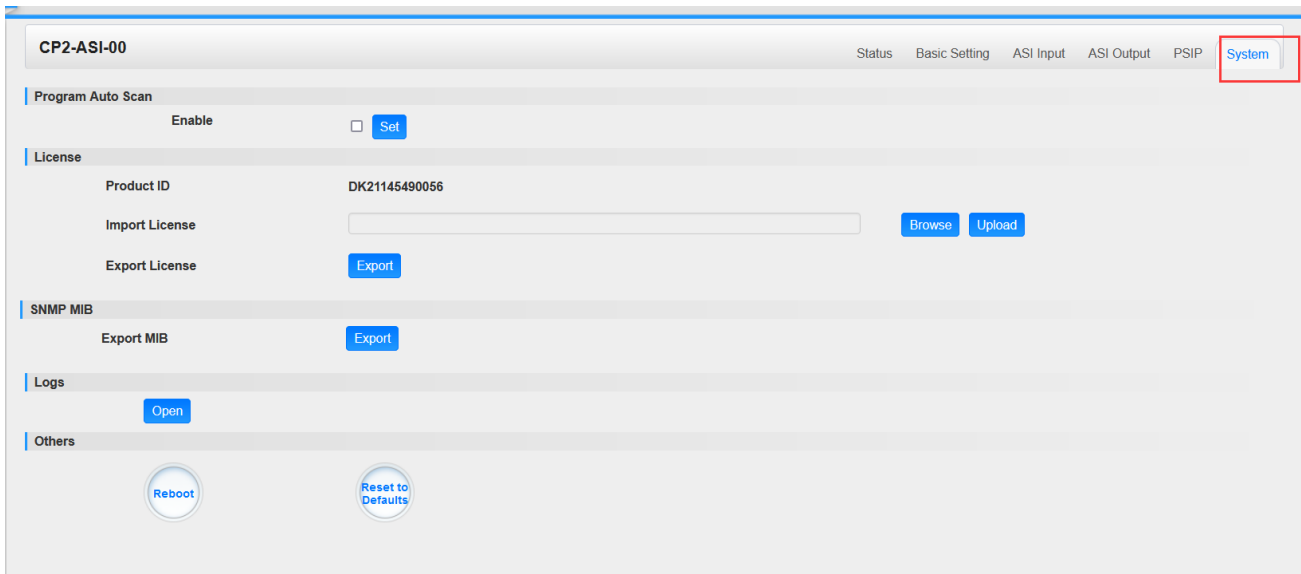 CP2-ASI-00
Status Basic Setting ASI Input ASI Output PSIP System
Program Auto Scan
Enable Set
License
Product ID DK21145490056
Import License Browse Upload
Export License Export
SNMP MIB
Export MIB Export
Logs
Open
Others
Reboot Reset to
Defaults